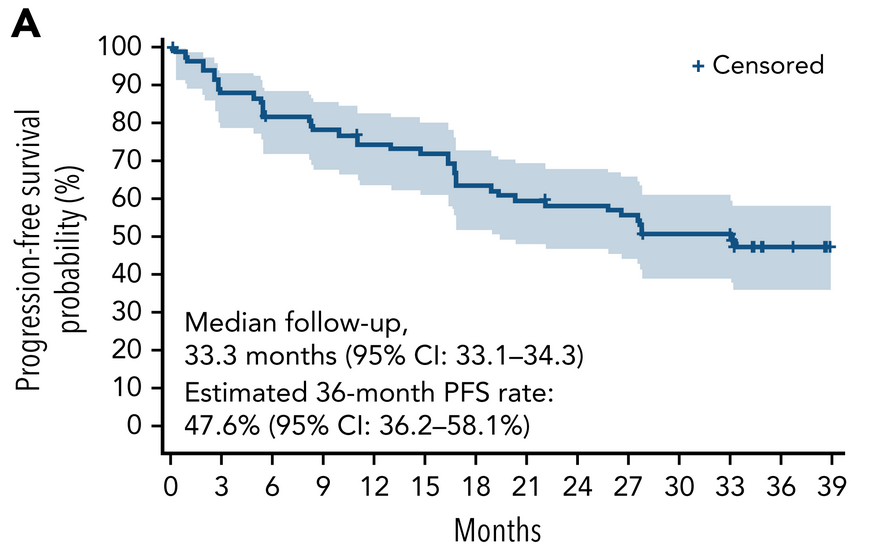 A
100
90
80
70
60
50
40
30
20
10
0
Progression-free survival
probability (%)
+ Censored
Median follow-up,
33.3 months (95% CI: 33.1–34.3)
Estimated 36-month PFS rate:
47.6% (95% CI: 36.2–58.1%)
0 3 6 9 12 15 18 21 24 27 30 33 36 39
Months